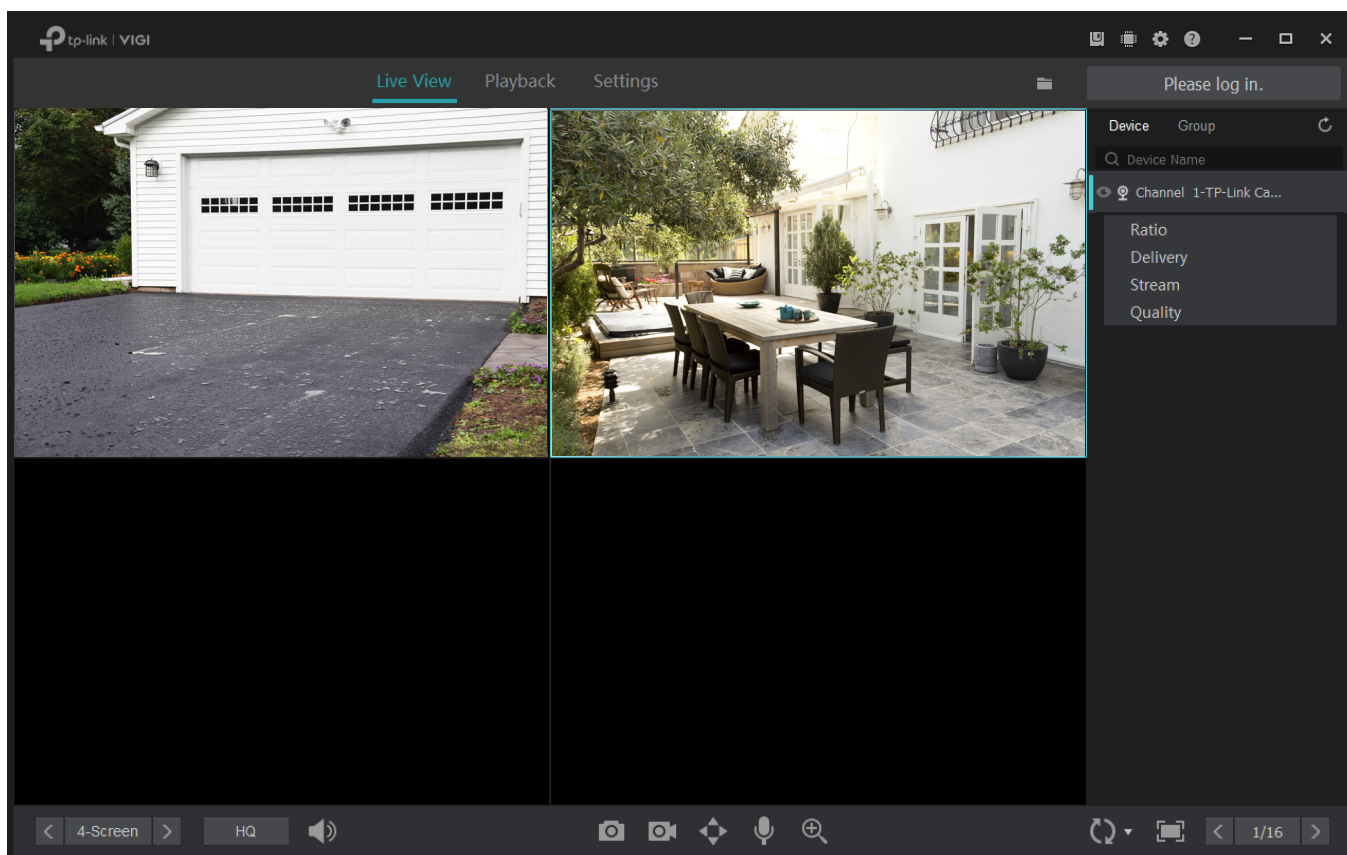 tp-link | VIGI
Live View Playback Settings
Please log in.
Device Group
Device Name
Channel 1-TP-Link Ca...
Ratio
Delivery
Stream
Quality
4-Screen HQ 1/16